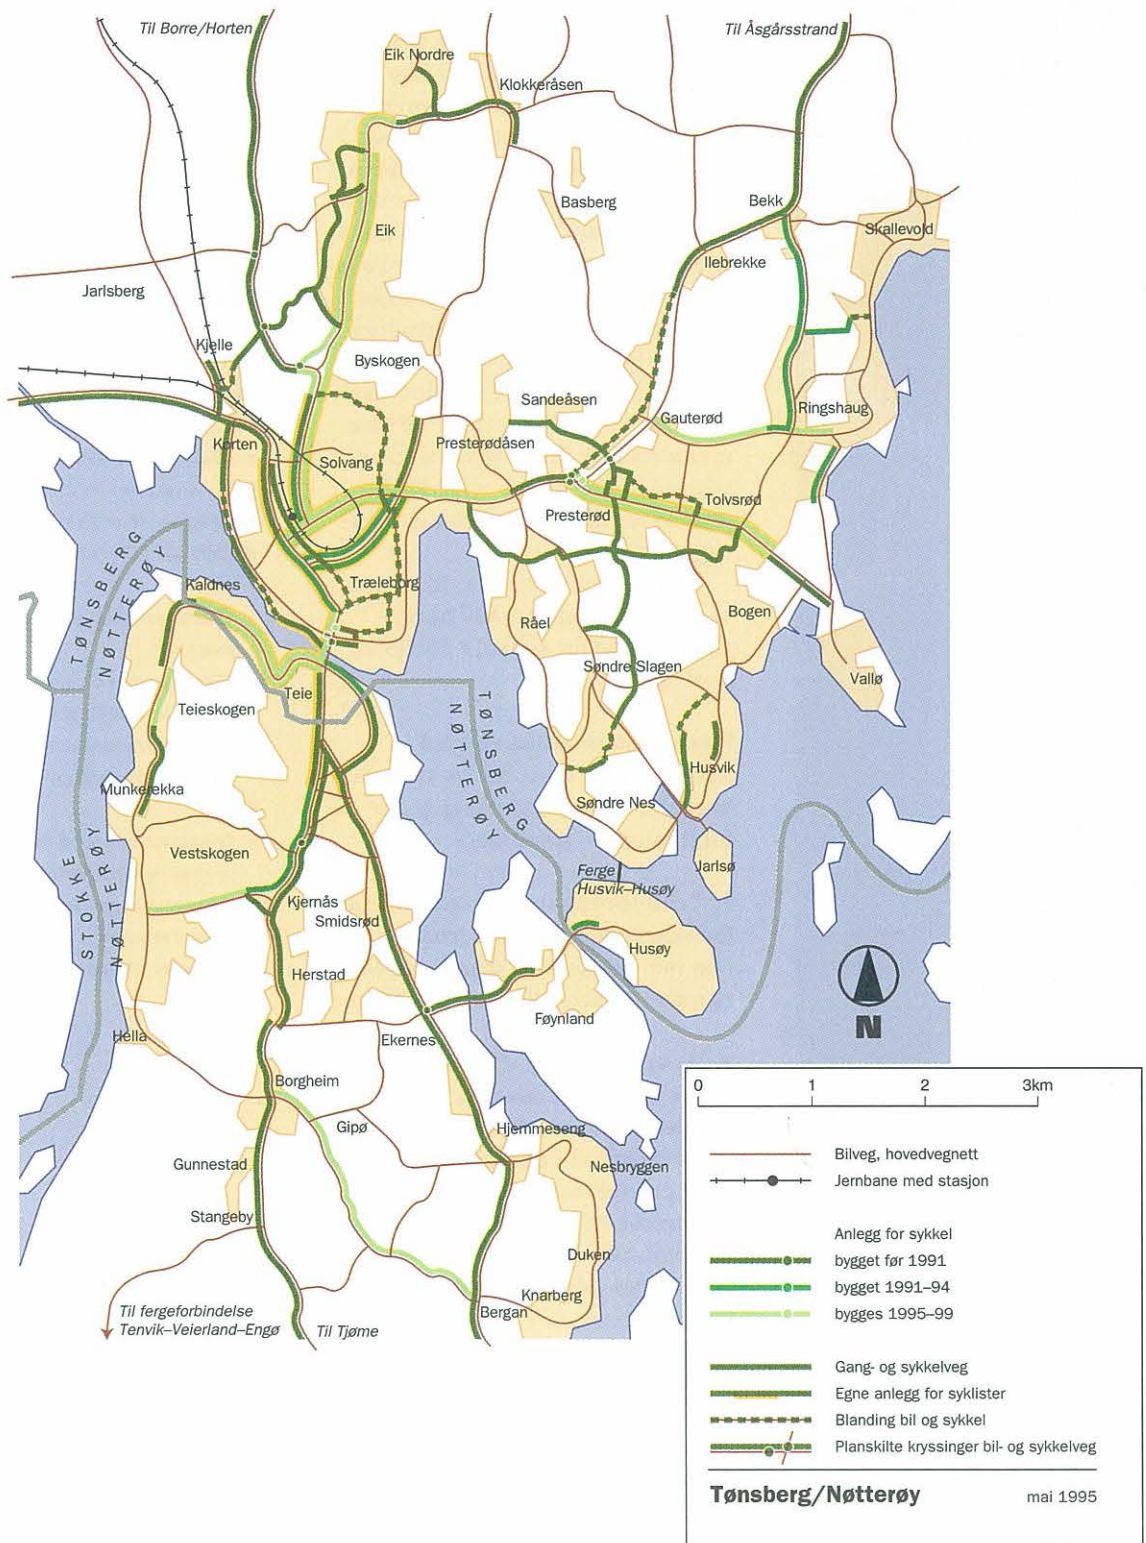 Til Borre/Horten
Til Åsgårsstrand
Eik Nordre
Klokkeråsen
Basberg
Bekk
Skallevold
Eik
Ilebrekke
Jarlsberg
Kjelle
Byskogen
Sandeåsen
Gauterød
Ringshaug
Korten
Solvang
Presterødåsen
Tolvsrød
Presterød
TØNSBERG
NØTTERØY
Kaldnes
Træleborg
Råel
Bogen
Søndre Slagen
Vallø
Teie
Teieskogen
TØNSBERG
NØTTERØY
Husvik
Munkerekka
Søndre Nes
Vestskogen
STOKKE
NØTTERØY
Ferge
Husvik–Husøy
Jarlsø
Kjernås
Smidsrød
Husøy
Herstad
Føynland
Hella
Ekernes
N
Borgheim
Gipø
Hjemmeseng
Gunnestad
Nesbryggen
Stangeby
Duken
Knarberg
Til fergeforbindelse
Tenvik–Veierland–Engø
Til Tjøme
Bergan
0 1 2 3km
Bilveg, hovedvegnett
Jernbane med stasjon
Anlegg for sykkel
bygget før 1991
bygget 1991–94
bygges 1995–99
Gang- og sykkelveg
Egne anlegg for syklister
Blanding bil og sykkel
Planskilte kryssinger bil- og sykkelveg
Tønsberg/Nøtterøy mai 1995